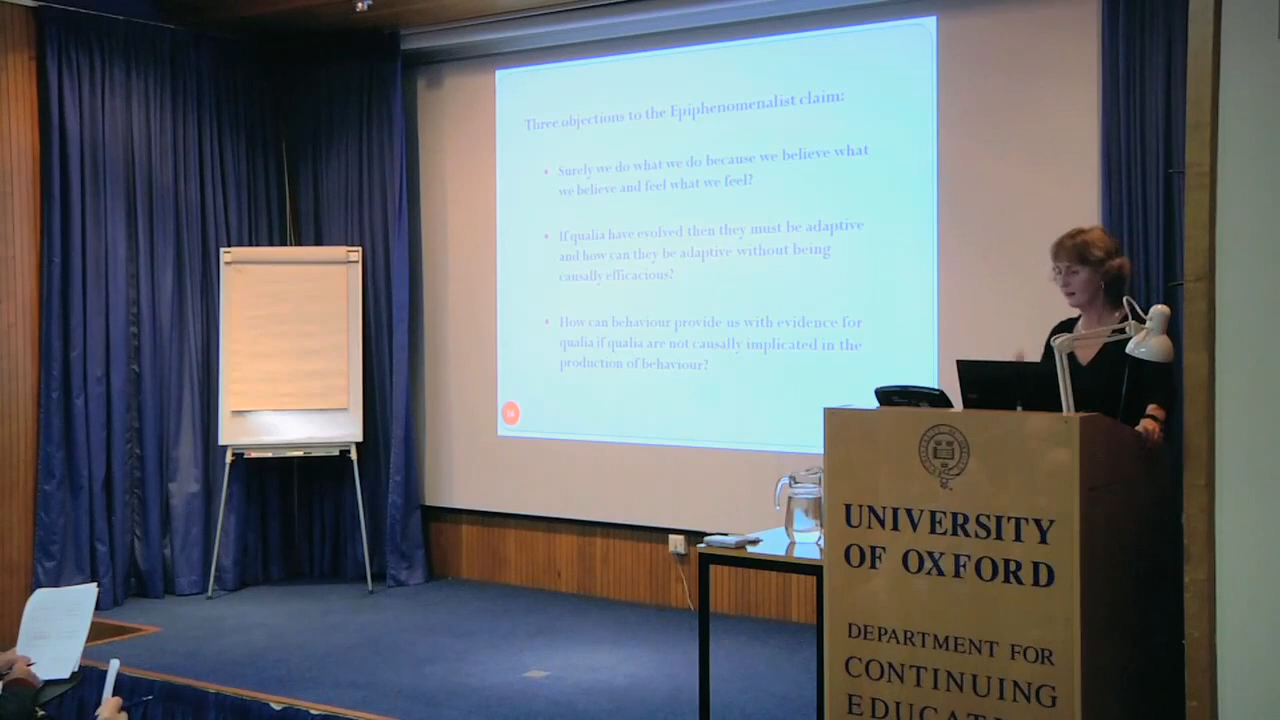 Three objections to the Epiphenomenalist claim:
Surely we do what we do because we believe what
we believe and feel what we feel?
If qualia have evolved then they must be adaptive
and how can they be adaptive without being
causally efficacious?
How can behaviour provide us with evidence for
qualia if qualia are not causally implicated in the
production of behaviour?
UNIVERSITY
OF OXFORD
DEPARTMENT FOR
CONTINUING